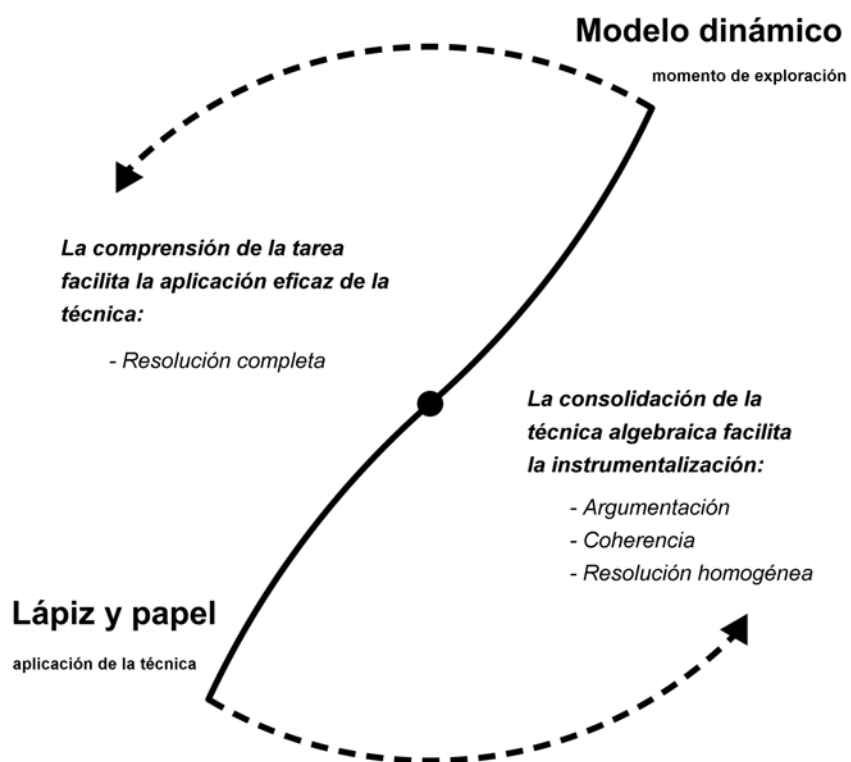 Modelo dinámico
momento de exploración
La comprensión de la tarea
facilita la aplicación eficaz de la
técnica:
- Resolución completa
La consolidación de la
técnica algebraica facilita
la instrumentalización:
- Argumentación
- Coherencia
- Resolución homogénea
Lápiz y papel
aplicación de la técnica